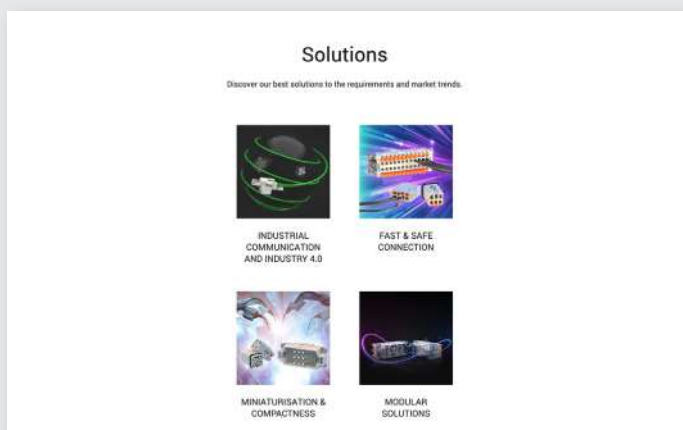 Solutions
Discover our best solutions to the requirements and market trends.
INDUSTRIAL
COMMUNICATION
AND INDUSTRY 4.0
FAST & SAFE
CONNECTION
MINIATURISATION &
COMPACTNESS
MODULAR
SOLUTIONS